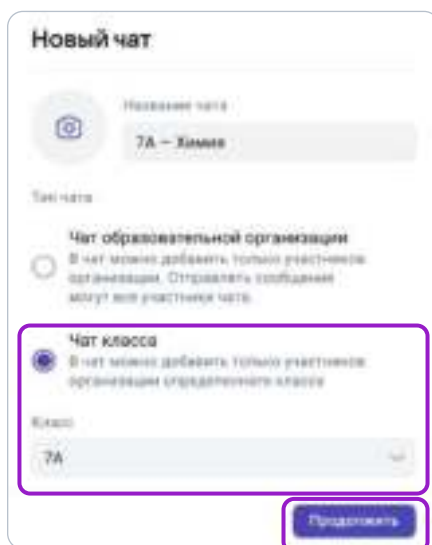 Новый чат
Название чата
7А – Химия
Тип чата
Чат образовательной организации
В чат можно добавить только участников
организации. Отправлять сообщения
могут все участники чата.
Чат класса
В чат можно добавить только участников
организации определенного класса
Класс
7А
Продолжить